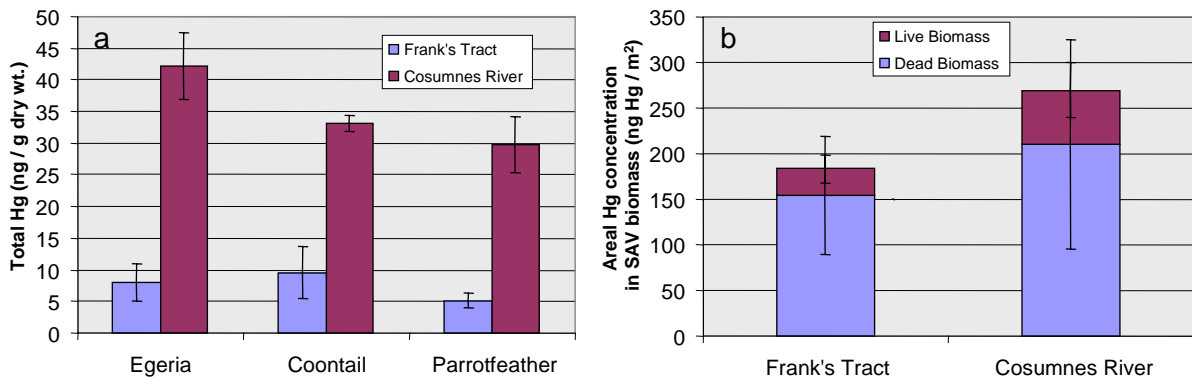 a
Total Hg (ng / g dry wt.)
50
45
40
35
30
25
20
15
10
5
0
Frank's Tract
Cosumnes River
Egeria
Coontail
Parrotfeather
b
Areal Hg concentration
in SAV biomass (ng Hg / m²)
350
300
250
200
150
100
50
0
Live Biomass
Dead Biomass
Frank's Tract
Cosumnes River